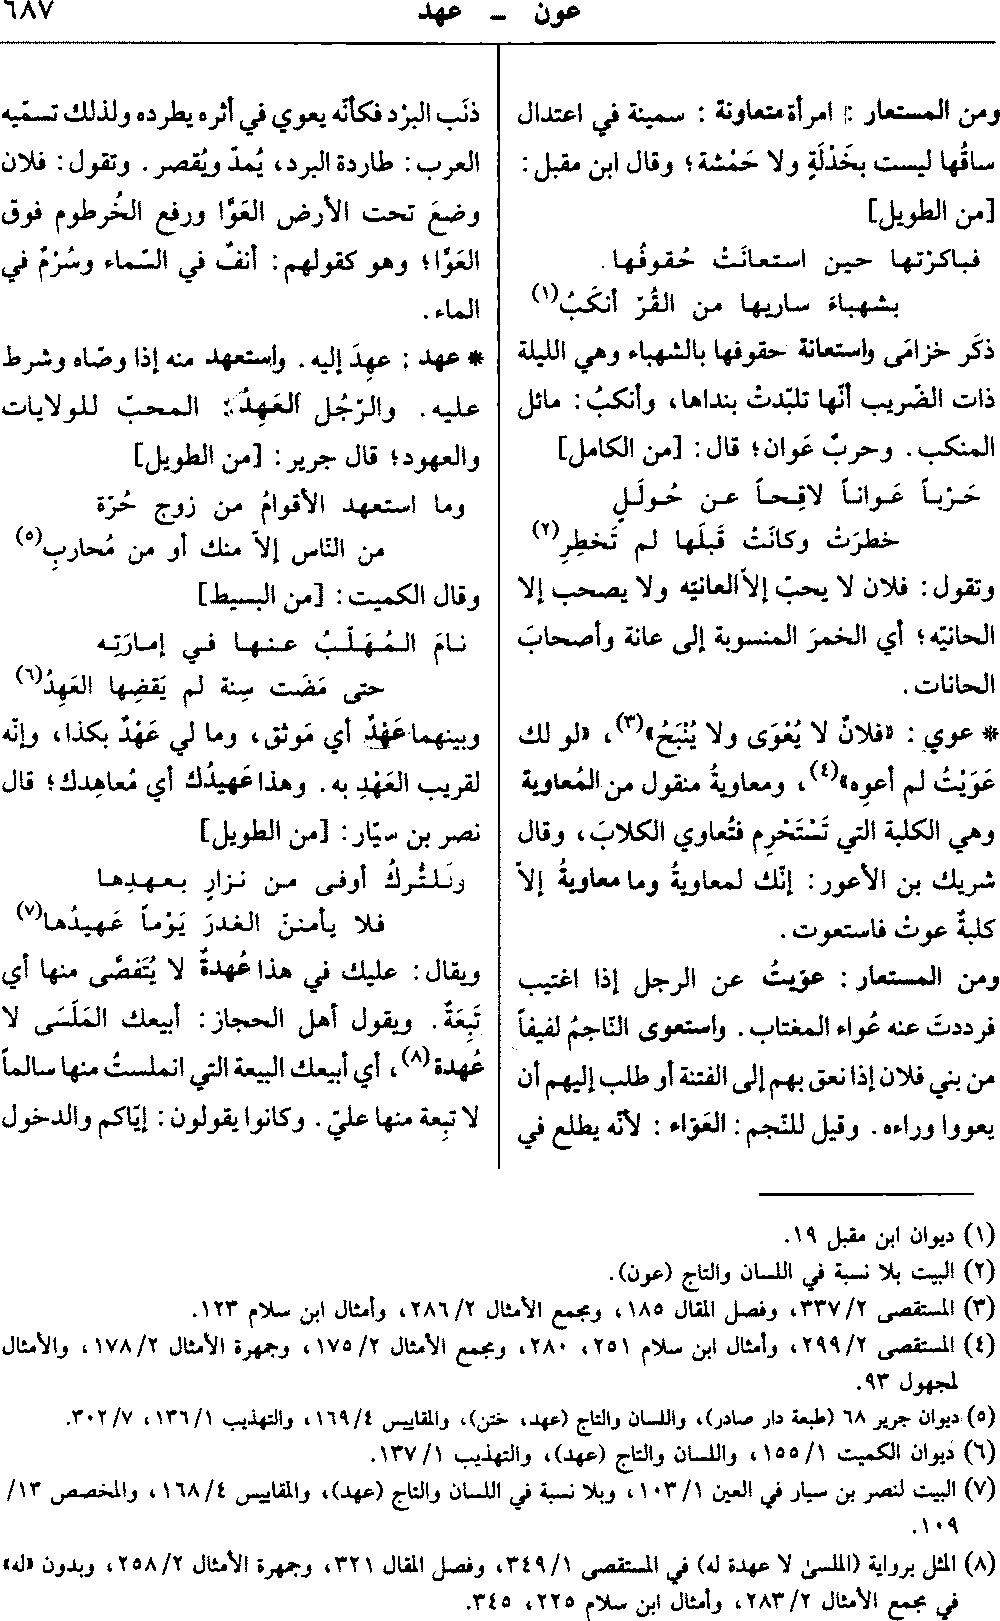 عون - عهد
٦٨٧
ومن المستعار: امرأة متعاونة: سمينة في اعتدال
ساقُها ليست بخَذْلَةٍ ولا حَمْشة؛ وقال ابن مقبل:
[من الطويل]
فباكرْتها حين استعانَتْ حُقوفُها
بشهباءَ ساريها من القُرّ أنكَبُ(١)
ذكَر خزامَى واستعانة حقوفها بالشهباء وهي الليلة
ذات الضّريب أنّها تلبّدتْ بنداها، وأنكبُ: مائل
المنكب. وحربٌ عَوان؛ قال: [من الكامل]
حَرْباً عَواناً لاقِحاً عن حُولَلٍ
خطرَتْ وكانَتْ قَبلَها لم تَخطِرِ(٢)
وتقول: فلان لا يحبّ إلاّ العانيّه ولا يصحب إلا
الحانيّه؛ أي الخمرَ المنسوبة إلى عانة وأصحابَ
الحانات.
* عوي: «فلانٌ لا يُعْوَى ولا يُنْبَحُ»(٣)، «لو لك
عَوَيْتُ لم أعوِه»(٤)، ومعاويةُ منقول من المُعاوية
وهي الكلبة التي تَسْتَحْرِم فتُعاوي الكلابَ، وقال
شريك بن الأعور: إنّك لمعاويةُ وما معاويةُ إلاّ
كلبةٌ عوتْ فاستعوت.
ومن المستعار: عوّيتُ عن الرجل إذا اغتيب
فرددتَ عنه عُواء المغتاب. واستعوى النّاجمُ لفيفاً
من بني فلان إذا نعق بهم إلى الفتنة أو طلب إليهم أن
يعووا وراءه. وقيل للنّجم: العَوّاء: لأنّه يطلع في
ذنَب البرْد فكأنّه يعوي في أثره يطرده ولذلك تسمّيه
العرب: طاردة البرد، يُمدّ ويُقصر. وتقول: فلان
وضعَ تحت الأرض العَوَّا ورفع الخُرطوم فوق
العَوَّا؛ وهو كقولهم: أنفٌ في السّماء وسُرْمٌ في
الماء.
* عهد: عهِدَ إليه. واستعهد منه إذا وصّاه وشرط
عليه. والرّجُل العَهِدُ: المحبّ للولايات
والعهود؛ قال جرير: [من الطويل]
وما استعهد الأقوامُ من زوج حُرّة
من النّاس إلاّ منك أو من مُحاربِ(٥)
وقال الكميت: [من البسيط]
نامَ المُهَلّبُ عنها في إمارَتِه
حتى مَضَت سِنة لم يَقضِها العَهِدُ(٦)
وبينهما عَهْدٌ أي مَوثق، وما لي عَهْدٌ بكذا، وإنّه
لقريب العَهْدِ به. وهذا عَهيدُك أي مُعاهِدك؛ قال
نصر بن سيّار: [من الطويل]
وَلَلتُّركُ أوفى من نزارٍ بعهدِها
فلا يأمننّ الغدرَ يَوْماً عَهيدُها(٧)
ويقال: عليك في هذا عُهدةٌ لا يُتَفصَّى منها أي
تَبِعَةٌ. ويقول أهل الحجاز: أبيعك المَلَسَى لا
عُهدة(٨)، أي أبيعك البيعة التي انملستُ منها سالماً
لا تبِعة منها عليّ. وكانوا يقولون: إيّاكم والدخول
(١) ديوان ابن مقبل ١٩.
(٢) البيت بلا نسبة في اللسان والتاج (عون).
(٣) المستقصى ٢/٣٣٧، وفصل المقال ١٨٥، ومجمع الأمثال ٢/٢٨٦، وأمثال ابن سلام ١٢٣.
(٤) المستقصى ٢/٢٩٩، وأمثال ابن سلام ٢٥١، ٢٨٠، ومجمع الأمثال ٢/١٧٥، وجمهرة الأمثال ٢/١٧٨، والأمثال
لمجهول ٩٣.
(٥) ديوان جرير ٦٨ (طبعة دار صادر)، واللسان والتاج (عهد، ختن)، والمقاييس ٤/١٦٩، والتهذيب ١/١٣٦، ٧/٣٠٢.
(٦) ديوان الكميت ١/١٥٥، واللسان والتاج (عهد)، والتهذيب ١/١٣٧.
(٧) البيت لنصر بن سيار في العين ١/١٠٣، وبلا نسبة في اللسان والتاج (عهد)، والمقاييس ٤/١٦٨، والمخصص ١٣/
١٠٩.
(٨) المثل برواية (الملسىٰ لا عهدة له) في المستقصى ١/٣٤٩، وفصل المقال ٣٢١، وجمهرة الأمثال ٢/٢٥٨، وبدون «له»
في مجمع الأمثال ٢/٢٨٣، وأمثال ابن سلام ٢٢٥، ٣٤٥.